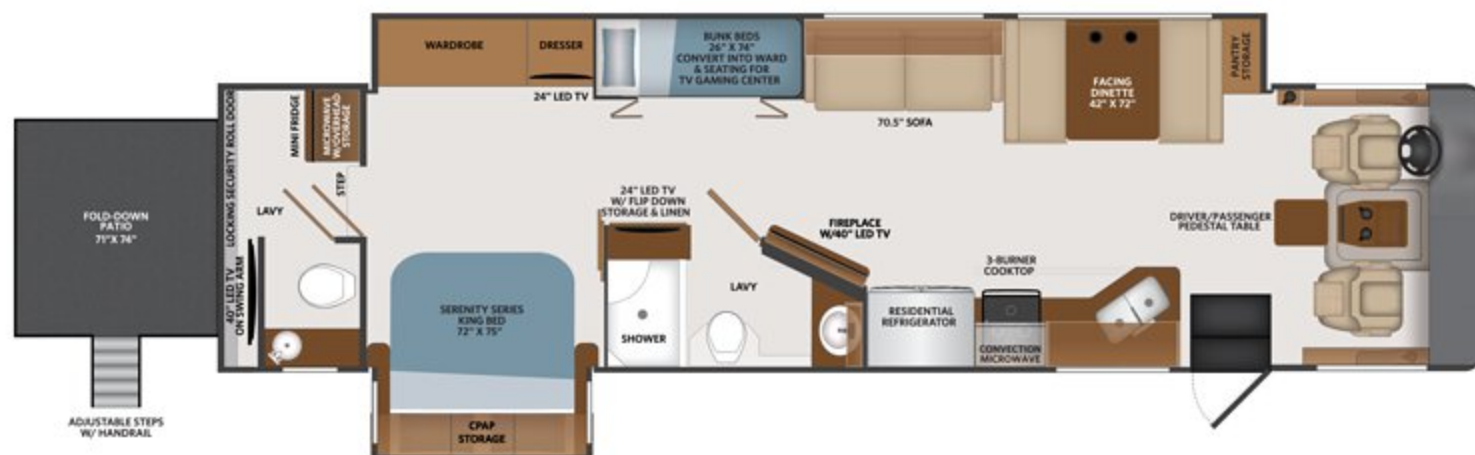 WARDROBE
DRESSER
24" LED TV
BUNK BEDS
26" X 74"
CONVERT INTO WARD
& SEATING FOR
TV GAMING CENTER
70.5" SOFA
FACING
DINETTE
42" X 72"
PANTRY
STORAGE
LOCKING SECURITY ROLL DOOR
MINI FRIDGE
MICROWAVE
W/OVERHEAD
STORAGE
STEP
LAVY
FOLD-DOWN
PATIO
71"X 74"
40" LED TV
ON SWING ARM
ADJUSTABLE STEPS
W/ HANDRAIL
24" LED TV
W/ FLIP DOWN
STORAGE & LINEN
FIREPLACE
W/40" LED TV
DRIVER/PASSENGER
PEDESTAL TABLE
3-BURNER
COOKTOP
SERENITY SERIES
KING BED
72" X 75"
SHOWER
LAVY
RESIDENTIAL
REFRIGERATOR
CONVECTION
MICROWAVE
CPAP
STORAGE